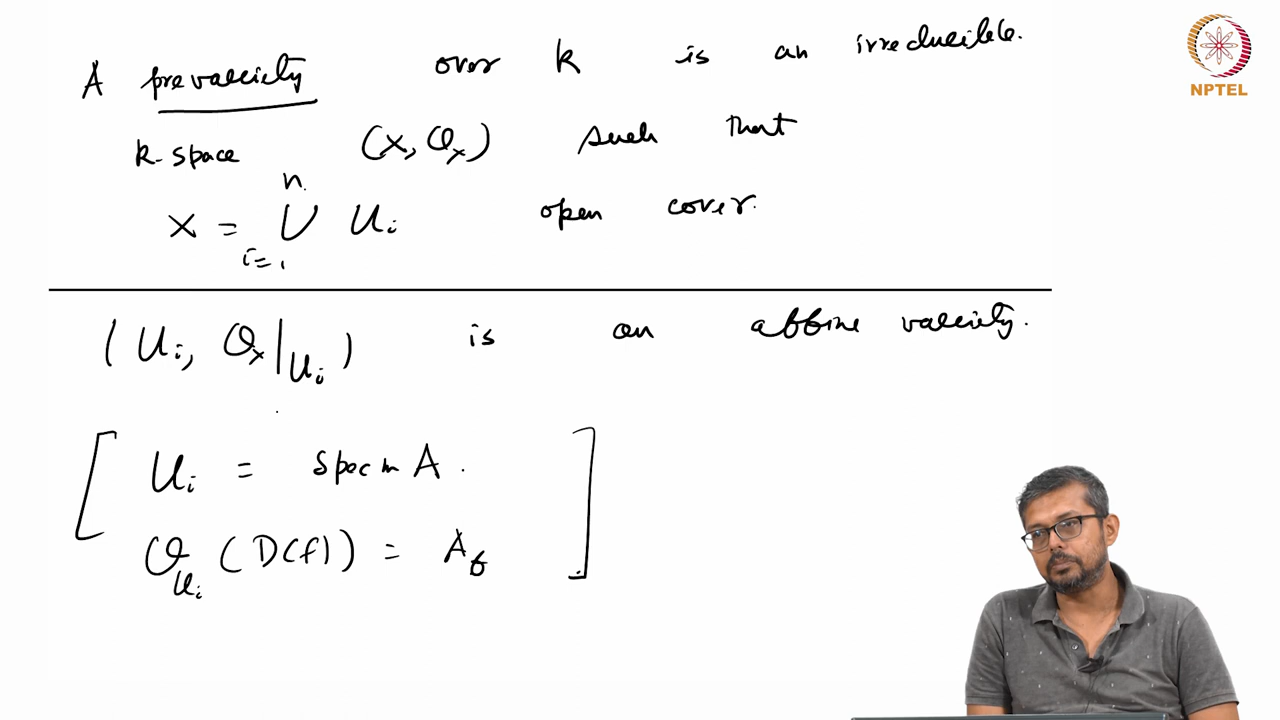 A prevariety over k is an irreducible.
k-space (X, O_x) such that
X = ⋃_{i=1}^{n} U_i open cover.
(U_i, O_x|_{U_i}) is an affine variety.
[ U_i = specm A .
O_{U_i} (D(f)) = A_f ]
NPTEL